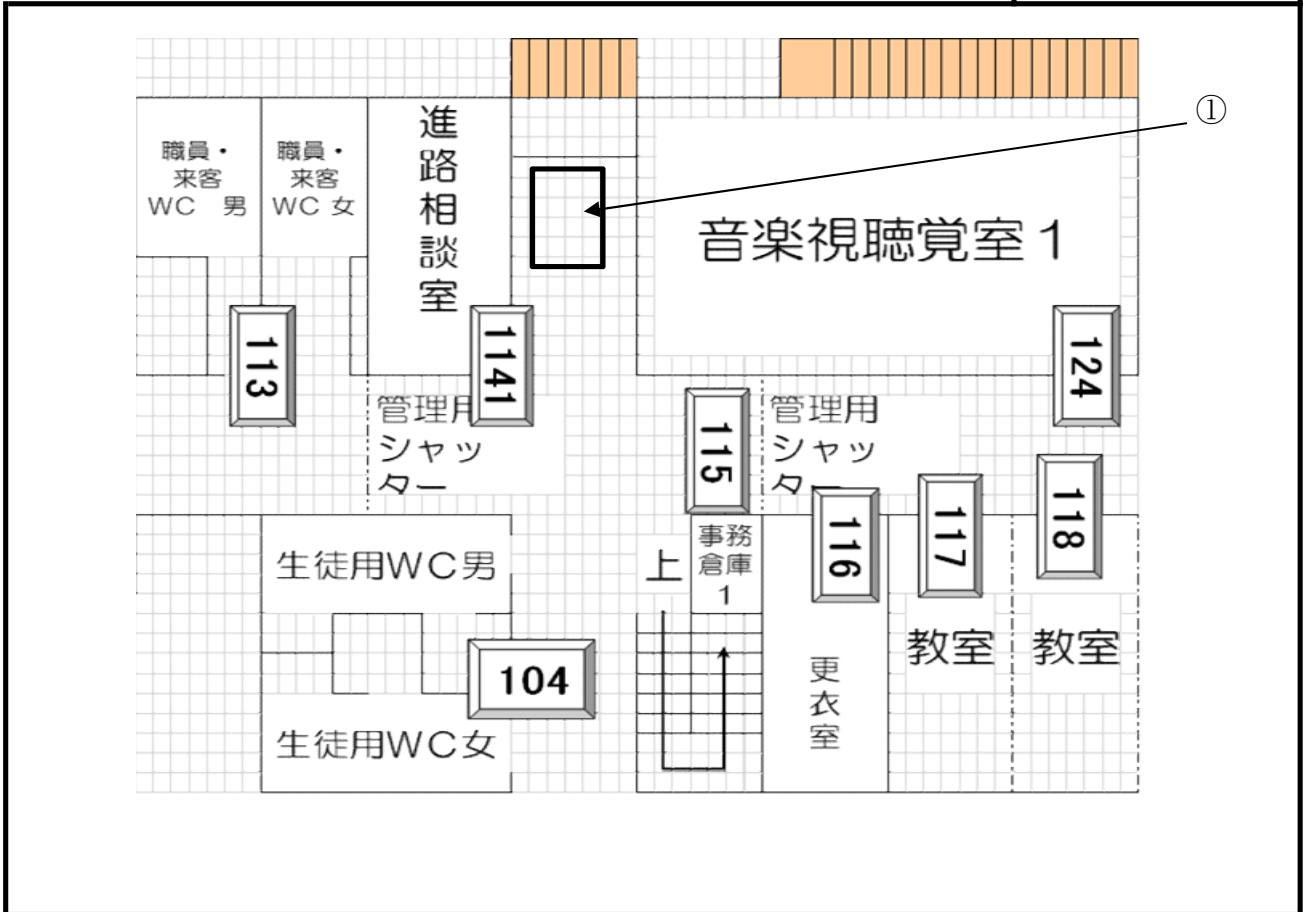 ①
職員・
来客
WC 男
職員・
来客
WC 女
進
路
相
談
室
音楽視聴覚室1
113
1141
124
管理用
シャッ
ター
115
管理用
シャッ
ター
116
117
118
生徒用WC男
上
事務
倉庫
1
104
生徒用WC女
更
衣
室
教室
教室